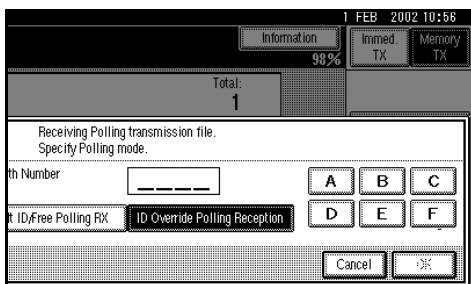 1 FEB 2002 10:56
Information
98%
Immed. TX
Memory TX
Total:
1
Receiving Polling transmission file.
Specify Polling mode.
th Number
A B C
t ID/Free Polling RX
ID Override Polling Reception
D E F
Cancel
OK